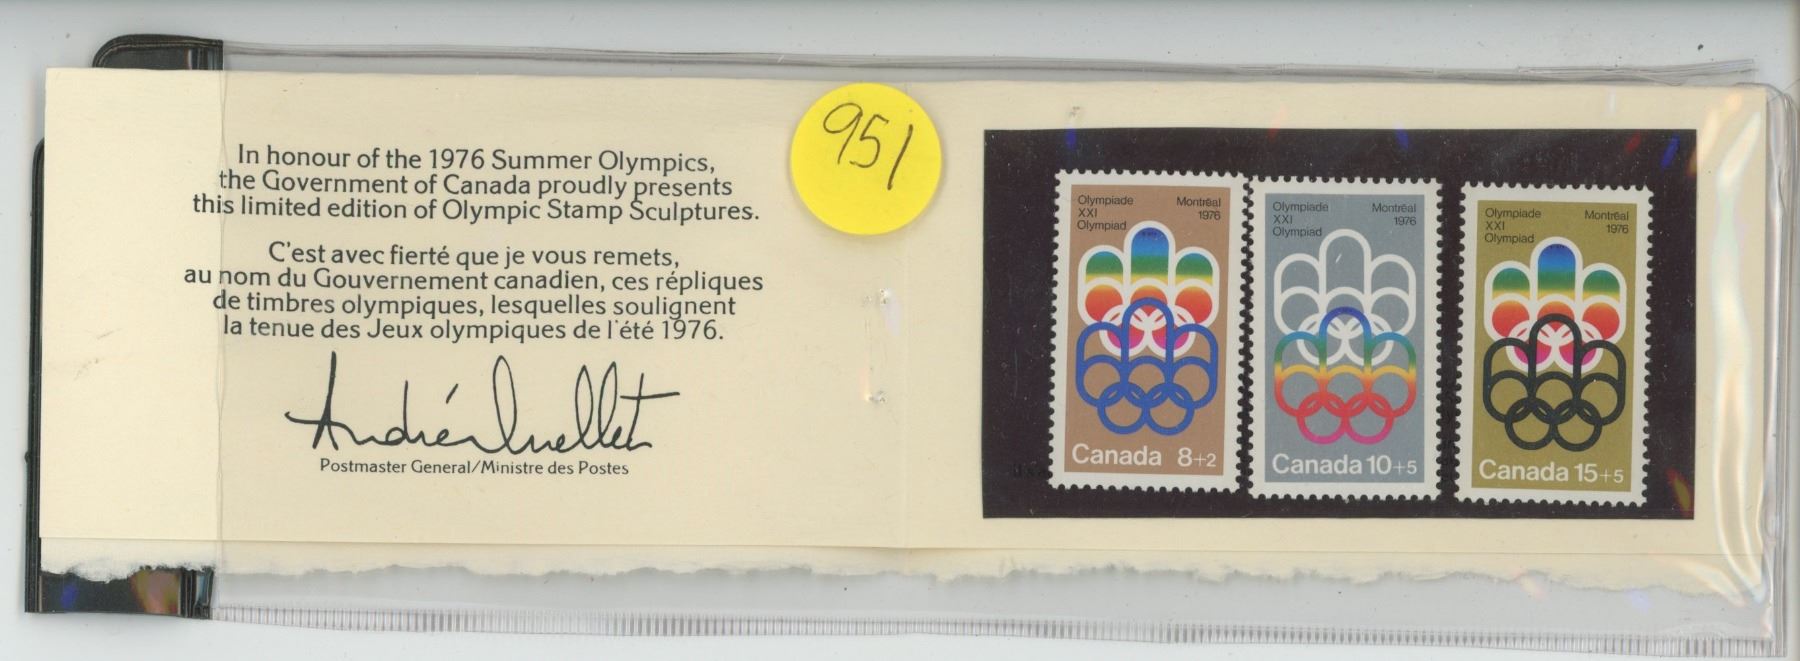 In honour of the 1976 Summer Olympics,
the Government of Canada proudly presents
this limited edition of Olympic Stamp Sculptures.
C'est avec fierté que je vous remets,
au nom du Gouvernement canadien, ces répliques
de timbres olympiques, lesquelles soulignent
la tenue des Jeux olympiques de l'été 1976.
André Ouellet
Postmaster General/Ministre des Postes
951
Olympiade Montréal
XXI 1976
Olympiad
Canada 8+2
Olympiade Montréal
XXI 1976
Olympiad
Canada 10+5
Olympiade Montréal
XXI 1976
Olympiad
Canada 15+5